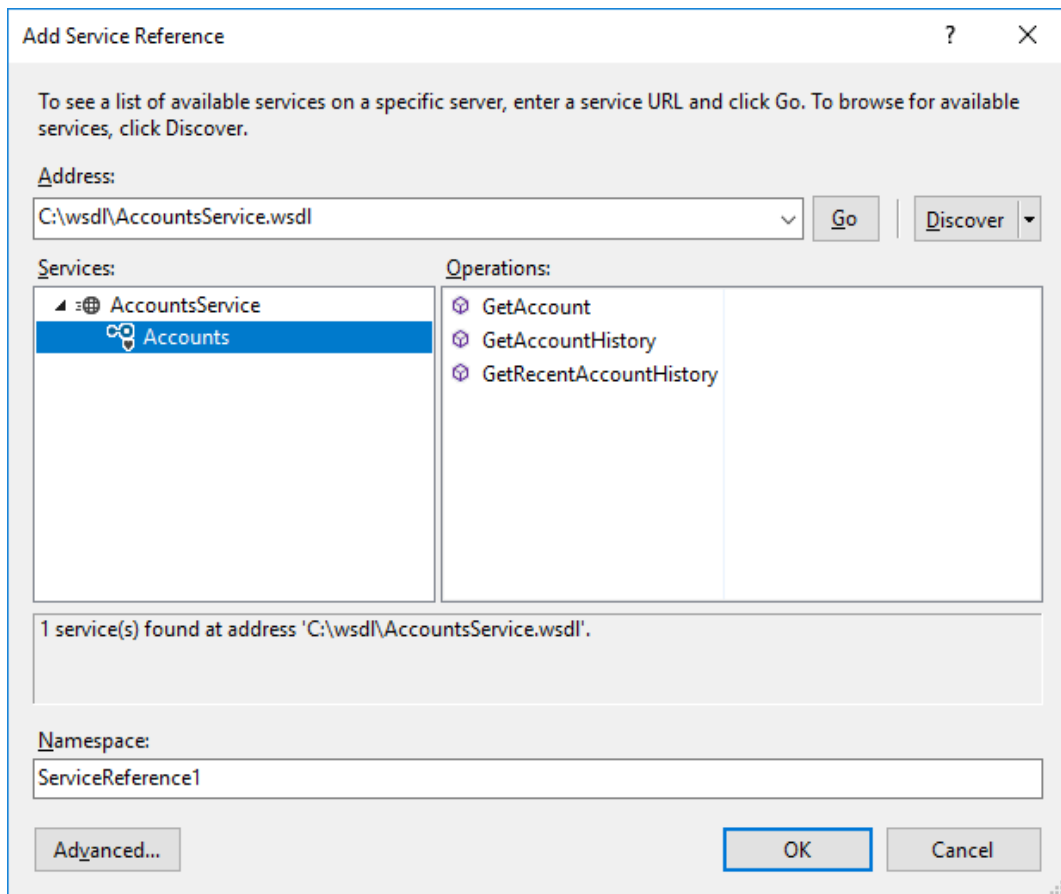 Add Service Reference
?
To see a list of available services on a specific server, enter a service URL and click Go. To browse for available
services, click Discover.
Address:
C:\wsdl\AccountsService.wsdl
Go
Discover
Services:
Operations:
AccountsService
Accounts
GetAccount
GetAccountHistory
GetRecentAccountHistory
1 service(s) found at address 'C:\wsdl\AccountsService.wsdl'.
Namespace:
ServiceReference1
Advanced...
OK
Cancel